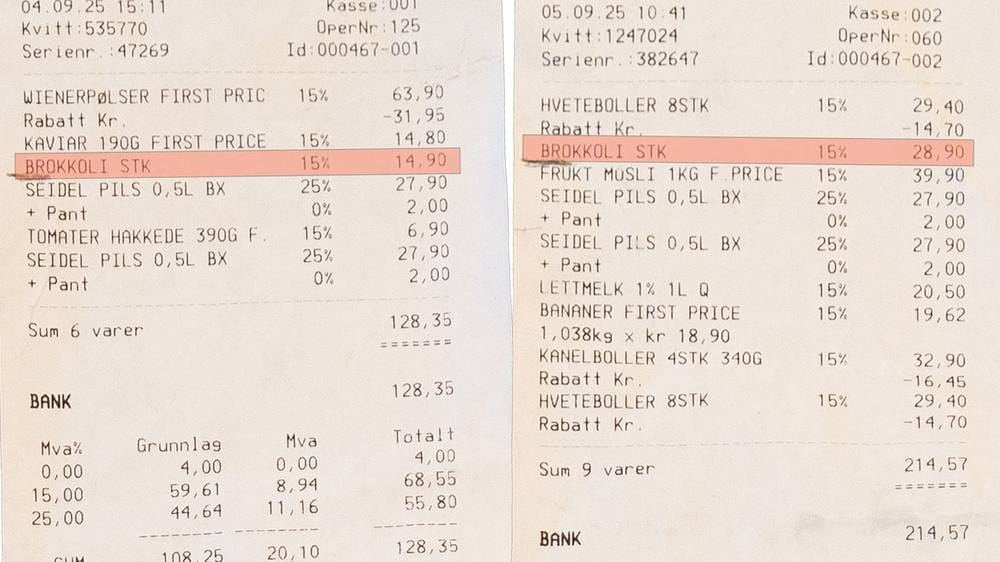 04.09.25 15:11 Kasse:001
Kvitt:535770 OperNr:125
Serienr.:47269 Id:000467-001
WIENERPØLSER FIRST PRIC 15% 63,90
Rabatt Kr. -31,95
KAVIAR 190G FIRST PRICE 15% 14,80
BROKKOLI STK 15% 14,90
SEIDEL PILS 0,5L BX 25% 27,90
+ Pant 0% 2,00
TOMATER HAKKEDE 390G F. 15% 6,90
SEIDEL PILS 0,5L BX 25% 27,90
+ Pant 0% 2,00
Sum 6 varer 128,35
=======
BANK 128,35
Mva% Grunnlag Mva Totalt
0,00 4,00 0,00 4,00
15,00 59,61 8,94 68,55
25,00 44,64 11,16 55,80
SUM 108,25 20,10 128,35
05.09.25 10:41 Kasse:002
Kvitt:1247024 OperNr:060
Serienr.:382647 Id:000467-002
HVETEBOLLER 8STK 15% 29,40
Rabatt Kr. -14,70
BROKKOLI STK 15% 28,90
FRUKT MUSLI 1KG F.PRICE 15% 39,90
SEIDEL PILS 0,5L BX 25% 27,90
+ Pant 0% 2,00
SEIDEL PILS 0,5L BX 25% 27,90
+ Pant 0% 2,00
LETTMELK 1% 1L Q 15% 20,50
BANANER FIRST PRICE 15% 19,62
1,038kg x kr 18,90
KANELBOLLER 4STK 340G 15% 32,90
Rabatt Kr. -16,45
HVETEBOLLER 8STK 15% 29,40
Rabatt Kr. -14,70
Sum 9 varer 214,57
=======
BANK 214,57